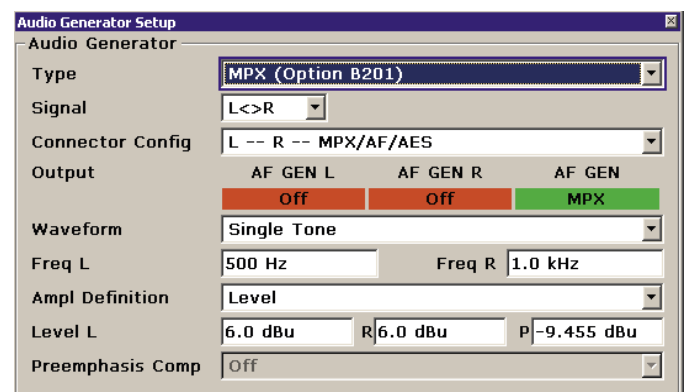 Audio Generator Setup
Audio Generator
Type MPX (Option B201)
Signal L<>R
Connector Config L -- R -- MPX/AF/AES
Output AF GEN L AF GEN R AF GEN
Off Off MPX
Waveform Single Tone
Freq L 500 Hz Freq R 1.0 kHz
Ampl Definition Level
Level L 6.0 dBu R 6.0 dBu P -9.455 dBu
Preemphasis Comp Off